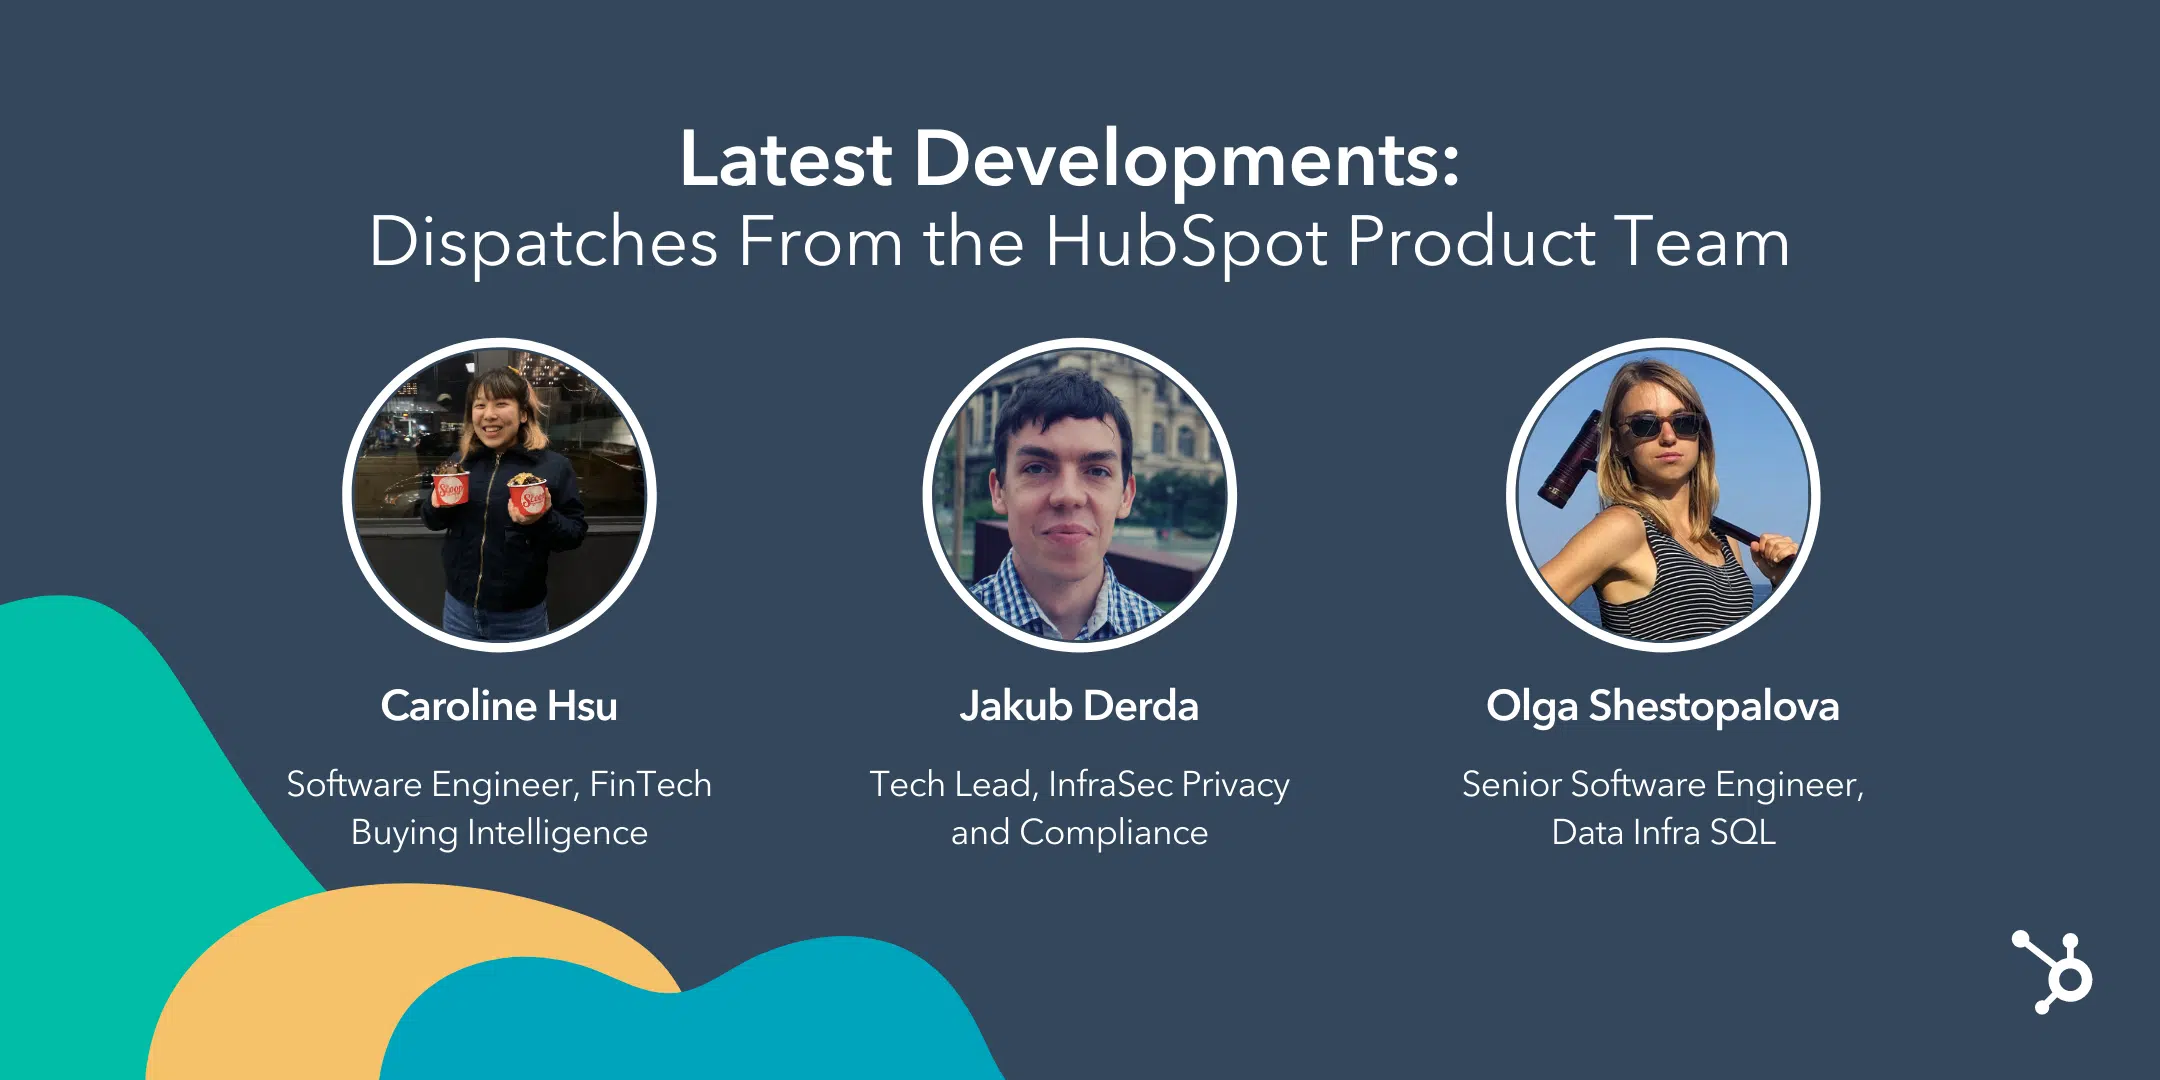 Latest Developments:
Dispatches From the HubSpot Product Team
Caroline Hsu
Software Engineer, FinTech
Buying Intelligence
Jakub Derda
Tech Lead, InfraSec Privacy
and Compliance
Olga Shestopalova
Senior Software Engineer,
Data Infra SQL